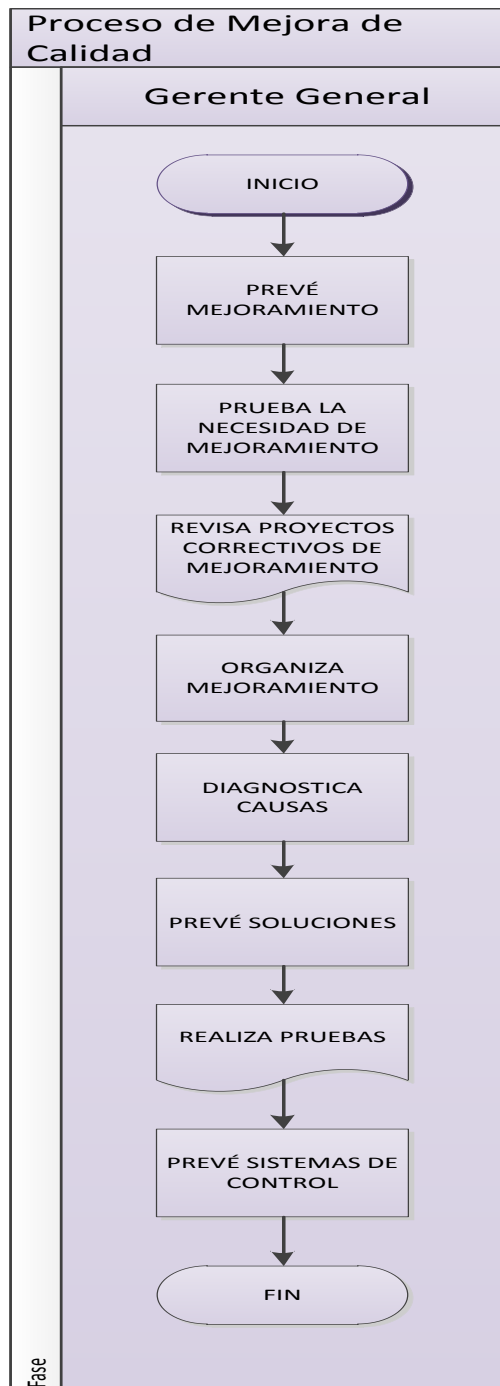 Proceso de Mejora de
Calidad
Gerente General
INICIO
PREVÉ
MEJORAMIENTO
PRUEBA LA
NECESIDAD DE
MEJORAMIENTO
REVISA PROYECTOS
CORRECTIVOS DE
MEJORAMIENTO
ORGANIZA
MEJORAMIENTO
DIAGNOSTICA
CAUSAS
PREVÉ SOLUCIONES
REALIZA PRUEBAS
PREVÉ SISTEMAS DE
CONTROL
FIN
Fase